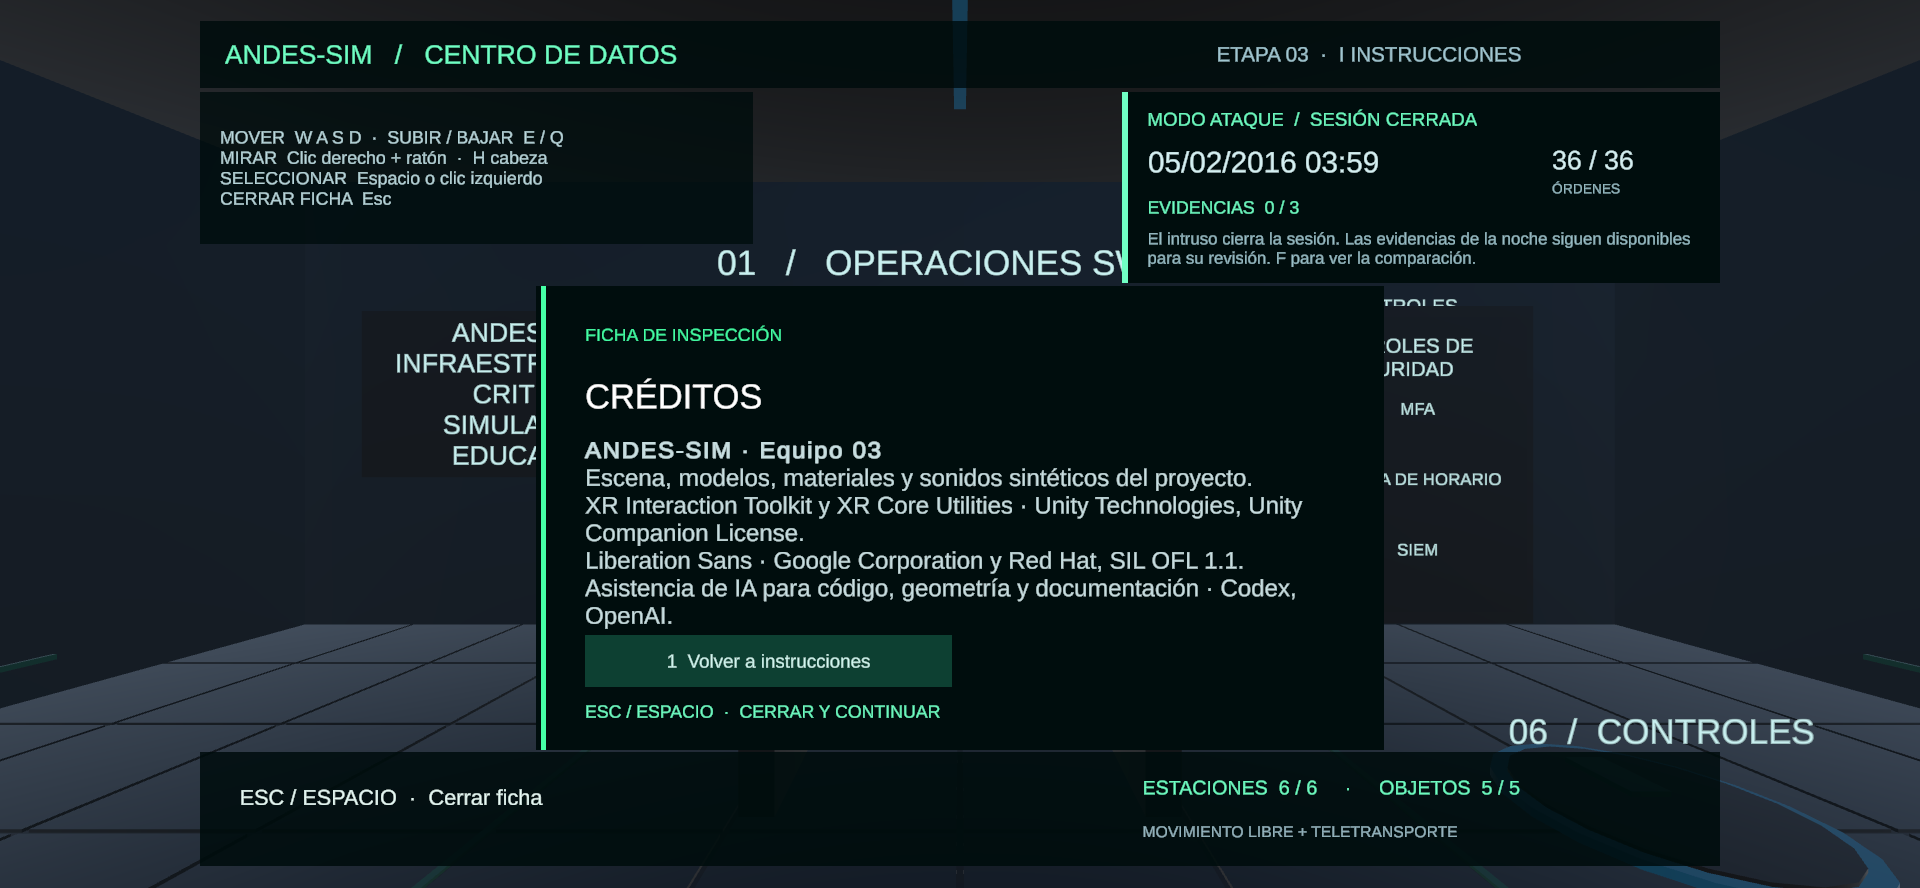 ANDES-SIM / CENTRO DE DATOS
ETAPA 03 · I INSTRUCCIONES
MOVER W A S D · SUBIR / BAJAR E / Q
MIRAR Clic derecho + ratón · H cabeza
SELECCIONAR Espacio o clic izquierdo
CERRAR FICHA Esc
MODO ATAQUE / SESIÓN CERRADA
05/02/2016 03:59
36 / 36
ÓRDENES
EVIDENCIAS 0 / 3
El intruso cierra la sesión. Las evidencias de la noche siguen disponibles
para su revisión. F para ver la comparación.
01 / OPERACIONES
ANDES
FICHA DE INSPECCIÓN
CRÉDITOS
ANDES-SIM · Equipo 03
Escena, modelos, materiales y sonidos sintéticos del proyecto.
XR Interaction Toolkit y XR Core Utilities · Unity Technologies, Unity
Companion License.
Liberation Sans · Google Corporation y Red Hat, SIL OFL 1.1.
Asistencia de IA para código, geometría y documentación · Codex,
OpenAI.
1 Volver a instrucciones
ESC / ESPACIO · CERRAR Y CONTINUAR
DE
MFA
DE HORARIO
SIEM
06 / CONTROLES
ESC / ESPACIO · Cerrar ficha
ESTACIONES 6 / 6 · OBJETOS 5 / 5
MOVIMIENTO LIBRE + TELETRANSPORTE